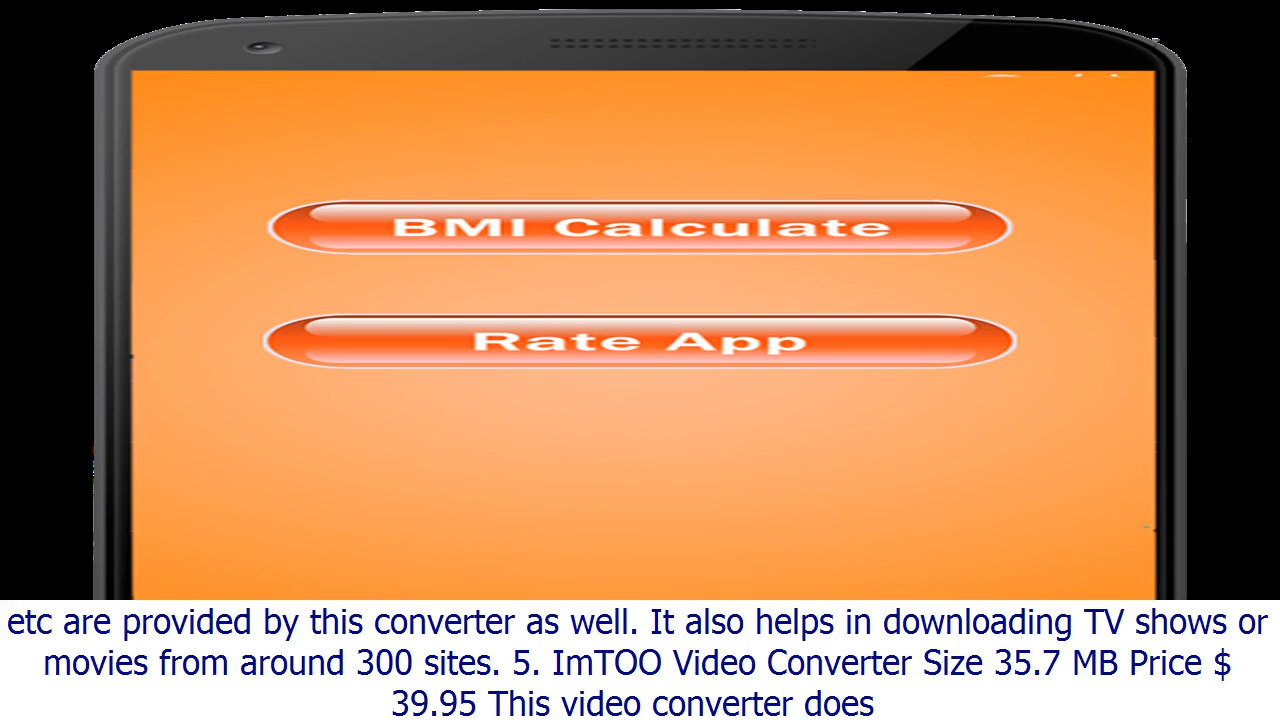 BMI Calculate
Rate App
etc are provided by this converter as well. It also helps in downloading TV shows or
movies from around 300 sites. 5. ImTOO Video Converter Size 35.7 MB Price $
39.95 This video converter does